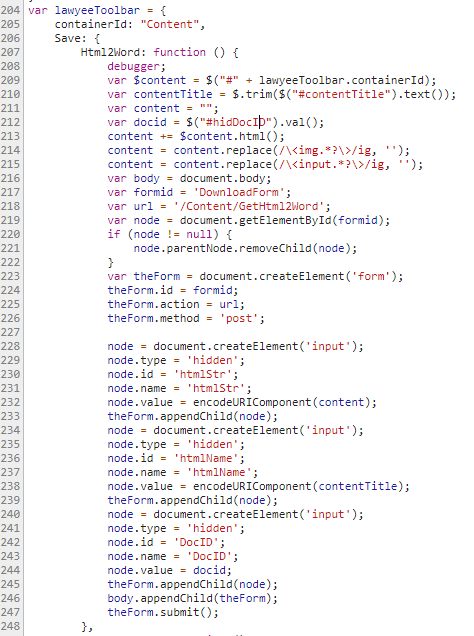 204 var lawyeeToolbar = {
205     containerId: "Content",
206     Save: {
207         Html2Word: function () {
208             debugger;
209             var $content = $("#" + lawyeeToolbar.containerId);
210             var contentTitle = $.trim($("#contentTitle").text());
211             var content = "";
212             var docid = $("#hidDocID").val();
213             content += $content.html();
214             content = content.replace(/\<img.*?\>/ig, '');
215             content = content.replace(/\<input.*?\>/ig, '');
216             var body = document.body;
217             var formid = 'DownloadForm';
218             var url = '/Content/GetHtml2Word';
219             var node = document.getElementById(formid);
220             if (node != null) {
221                 node.parentNode.removeChild(node);
222             }
223             var theForm = document.createElement('form');
224             theForm.id = formid;
225             theForm.action = url;
226             theForm.method = 'post';
227
228             node = document.createElement('input');
229             node.type = 'hidden';
230             node.id = 'htmlStr';
231             node.name = 'htmlStr';
232             node.value = encodeURIComponent(content);
233             theForm.appendChild(node);
234             node = document.createElement('input');
235             node.type = 'hidden';
236             node.id = 'htmlName';
237             node.name = 'htmlName';
238             node.value = encodeURIComponent(contentTitle);
239             theForm.appendChild(node);
240             node = document.createElement('input');
241             node.type = 'hidden';
242             node.id = 'DocID';
243             node.name = 'DocID';
244             node.value = docid;
245             theForm.appendChild(node);
246             body.appendChild(theForm);
247             theForm.submit();
248         },